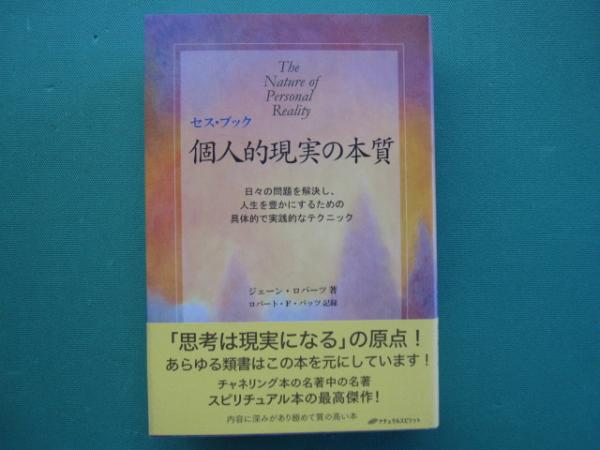 The
Nature of
Personal
Reality
セス・ブック
個人的現実の本質
日々の問題を解決し、
人生を豊かにするための
具体的で実践的なテクニック
ジェーン・ロバーツ 著
ロバート・F・バッツ 記録
「思考は現実になる」の原点！
あらゆる類書はこの本を元にしています！
チャネリング本の名著中の名著
スピリチュアル本の最高傑作！
内容に深みがあり極めて質の高い本
ナチュラルスピリット